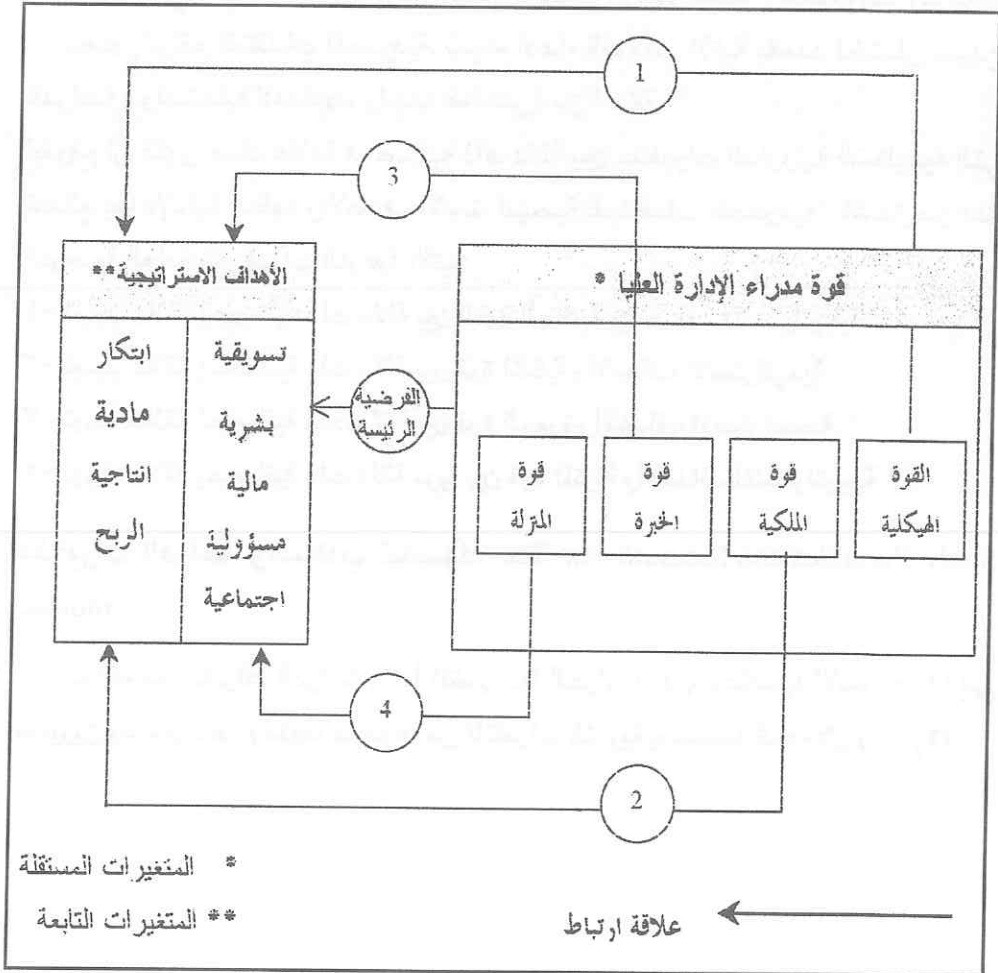 1
3
قوة مدراء الإدارة العليا *
الأهداف الاستراتيجية**
القوة
الهيكلية
قوة
الملكية
قوة
الخبرة
قوة
المنزلة
الفرضية
الرئيسة
تسويقية
بشرية
مالية
مسؤولية
اجتماعية
ابتكار
مادية
انتاجية
الربح
4
2
* المتغيرات المستقلة
** المتغيرات التابعة
علاقة ارتباط